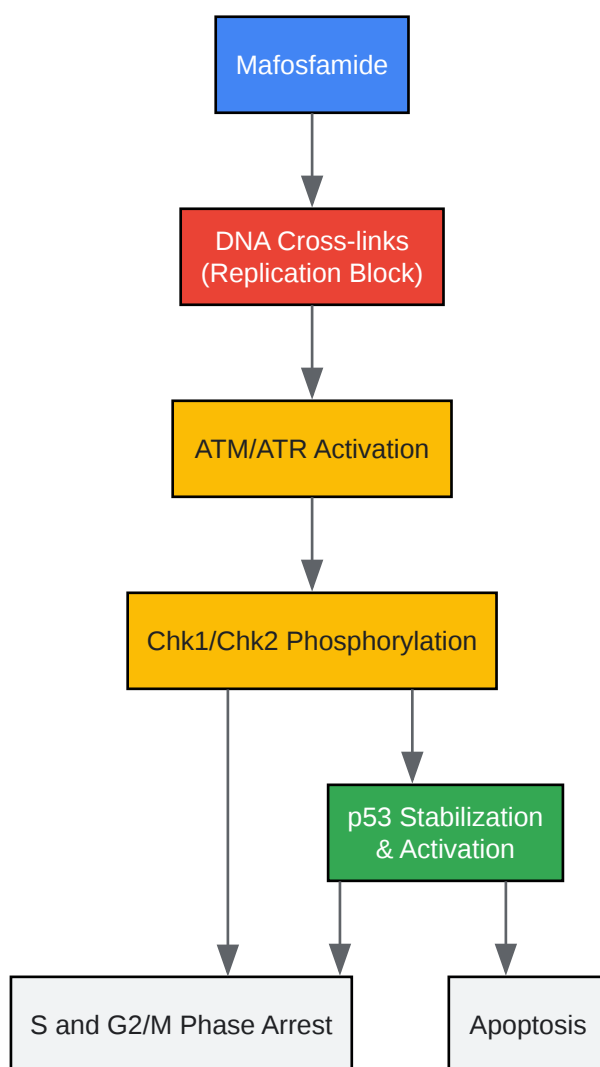 Mafosfamide
DNA Cross-links
(Replication Block)
ATM/ATR Activation
Chk1/Chk2 Phosphorylation
p53 Stabilization
& Activation
S and G2/M Phase Arrest
Apoptosis